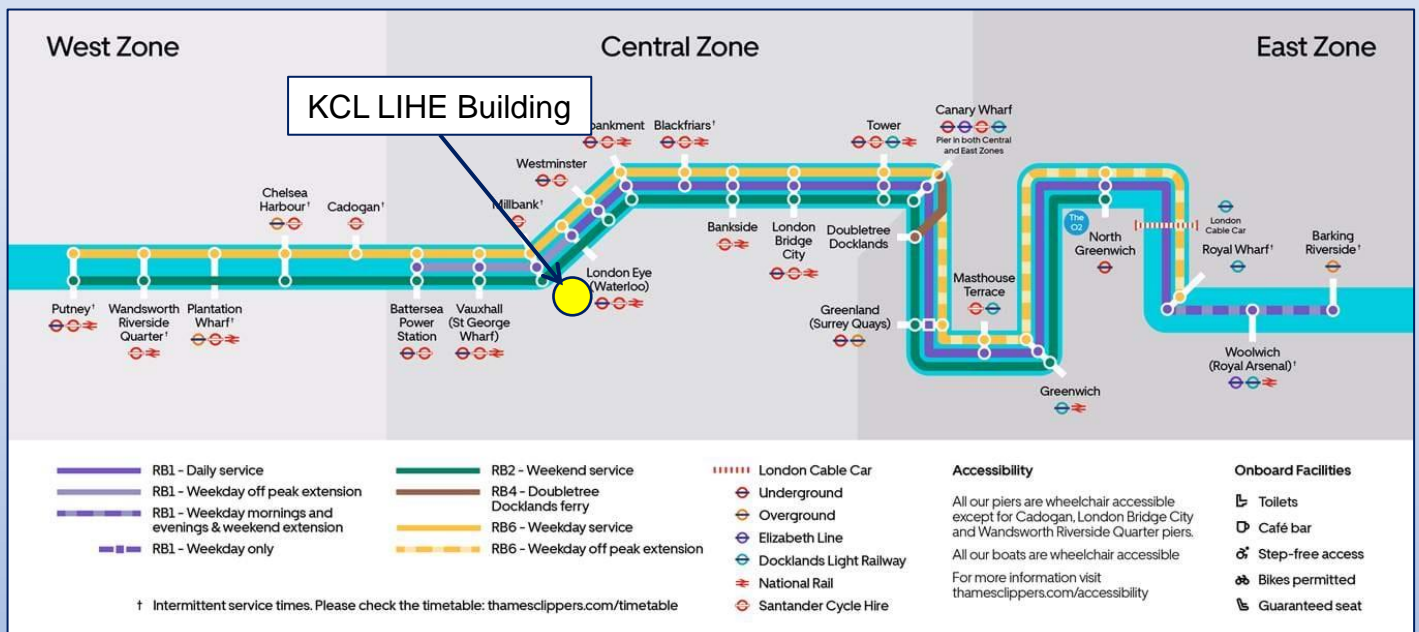 West Zone
Central Zone
East Zone
KCL LIHE Building
bankment
Blackfriars†
Tower
Canary Wharf
Pier in both Central
and East Zones
Westminster
Chelsea
Harbour†
Cadogan†
Millbank†
Bankside
London
Bridge
City
Doubletree
Docklands
The
O2
North
Greenwich
London
Cable Car
Royal Wharf†
Barking
Riverside†
London Eye
(Waterloo)
Masthouse
Terrace
Putney†
Wandsworth
Riverside
Quarter†
Plantation
Wharf†
Battersea
Power
Station
Vauxhall
(St George
Wharf)
Greenland
(Surrey Quays)
Greenwich
Woolwich
(Royal Arsenal)†
RB1 - Daily service
RB1 - Weekday off peak extension
RB1 - Weekday mornings and
evenings & weekend extension
RB1 - Weekday only
RB2 - Weekend service
RB4 - Doubletree
Docklands ferry
RB6 - Weekday service
RB6 - Weekday off peak extension
† Intermittent service times. Please check the timetable: thamesclippers.com/timetable
London Cable Car
Underground
Overground
Elizabeth Line
Docklands Light Railway
National Rail
Santander Cycle Hire
Accessibility
All our piers are wheelchair accessible
except for Cadogan, London Bridge City
and Wandsworth Riverside Quarter piers.
All our boats are wheelchair accessible
For more information visit
thamesclippers.com/accessibility
Onboard Facilities
Toilets
Café bar
Step-free access
Bikes permitted
Guaranteed seat